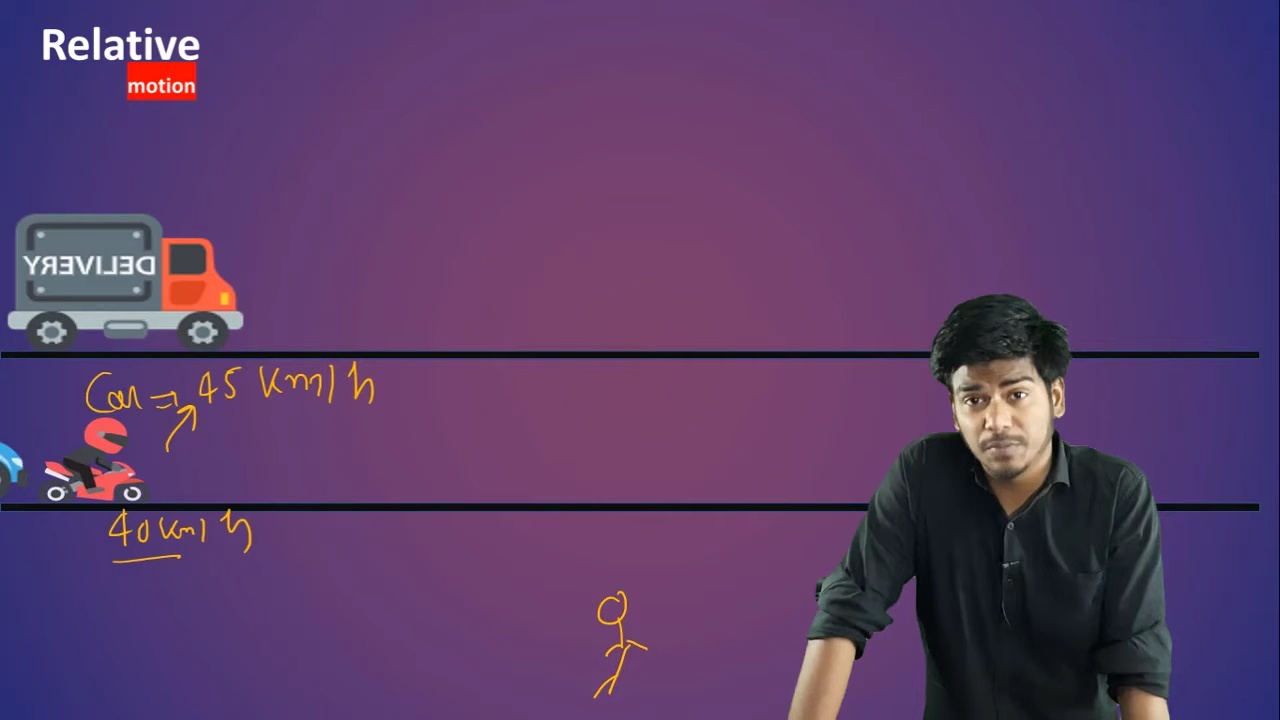 Relative
motion
DELIVERY
Car ⇒ 45 Km/h
40 Km/h